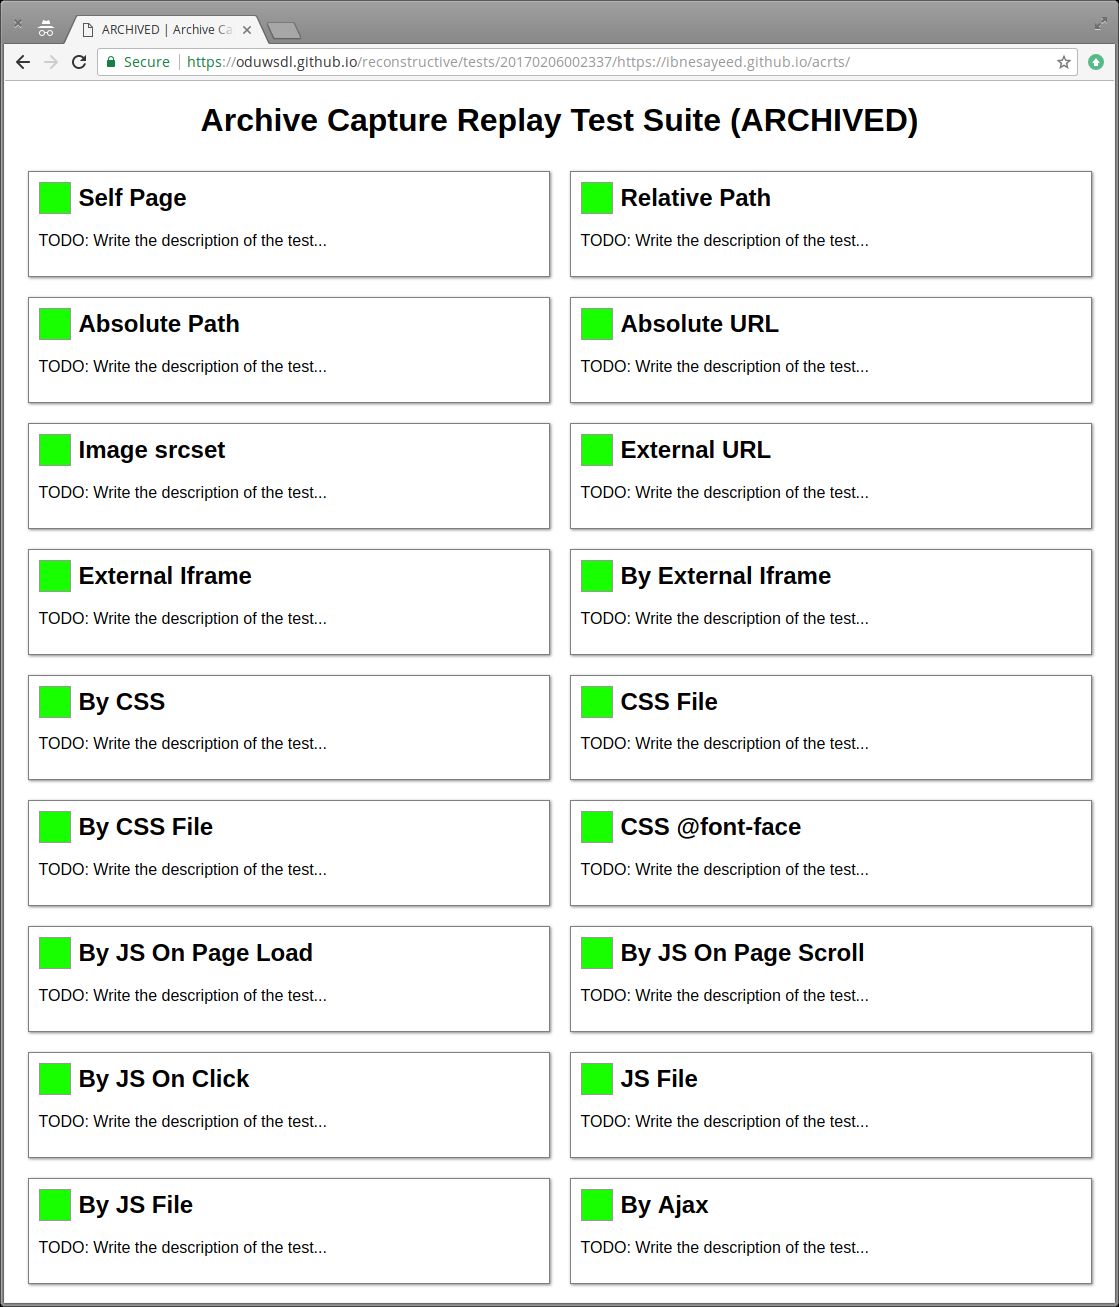 ARCHIVED | Archive Ca
Secure
https://oduwsdl.github.io/reconstructive/tests/20170206002337/https://ibnesayeed.github.io/acrts/
Archive Capture Replay Test Suite (ARCHIVED)
Self Page
TODO: Write the description of the test...
Relative Path
TODO: Write the description of the test...
Absolute Path
TODO: Write the description of the test...
Absolute URL
TODO: Write the description of the test...
Image srcset
TODO: Write the description of the test...
External URL
TODO: Write the description of the test...
External Iframe
TODO: Write the description of the test...
By External Iframe
TODO: Write the description of the test...
By CSS
TODO: Write the description of the test...
CSS File
TODO: Write the description of the test...
By CSS File
TODO: Write the description of the test...
CSS @font-face
TODO: Write the description of the test...
By JS On Page Load
TODO: Write the description of the test...
By JS On Page Scroll
TODO: Write the description of the test...
By JS On Click
TODO: Write the description of the test...
JS File
TODO: Write the description of the test...
By JS File
TODO: Write the description of the test...
By Ajax
TODO: Write the description of the test...